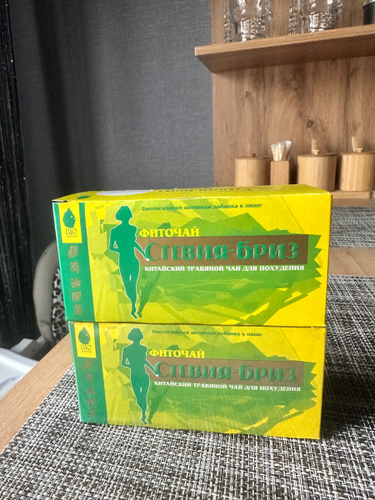 Биологически активная добавка к пище
ФИТОЧАЙ
СТЕВИЯ-БРИЗ
КИТАЙСКИЙ ТРАВЯНОЙ ЧАЙ ДЛЯ ПОХУДЕНИЯ
Биологически активная добавка к пище
ФИТОЧАЙ
СТЕВИЯ-БРИЗ
КИТАЙСКИЙ ТРАВЯНОЙ ЧАЙ ДЛЯ ПОХУДЕНИЯ